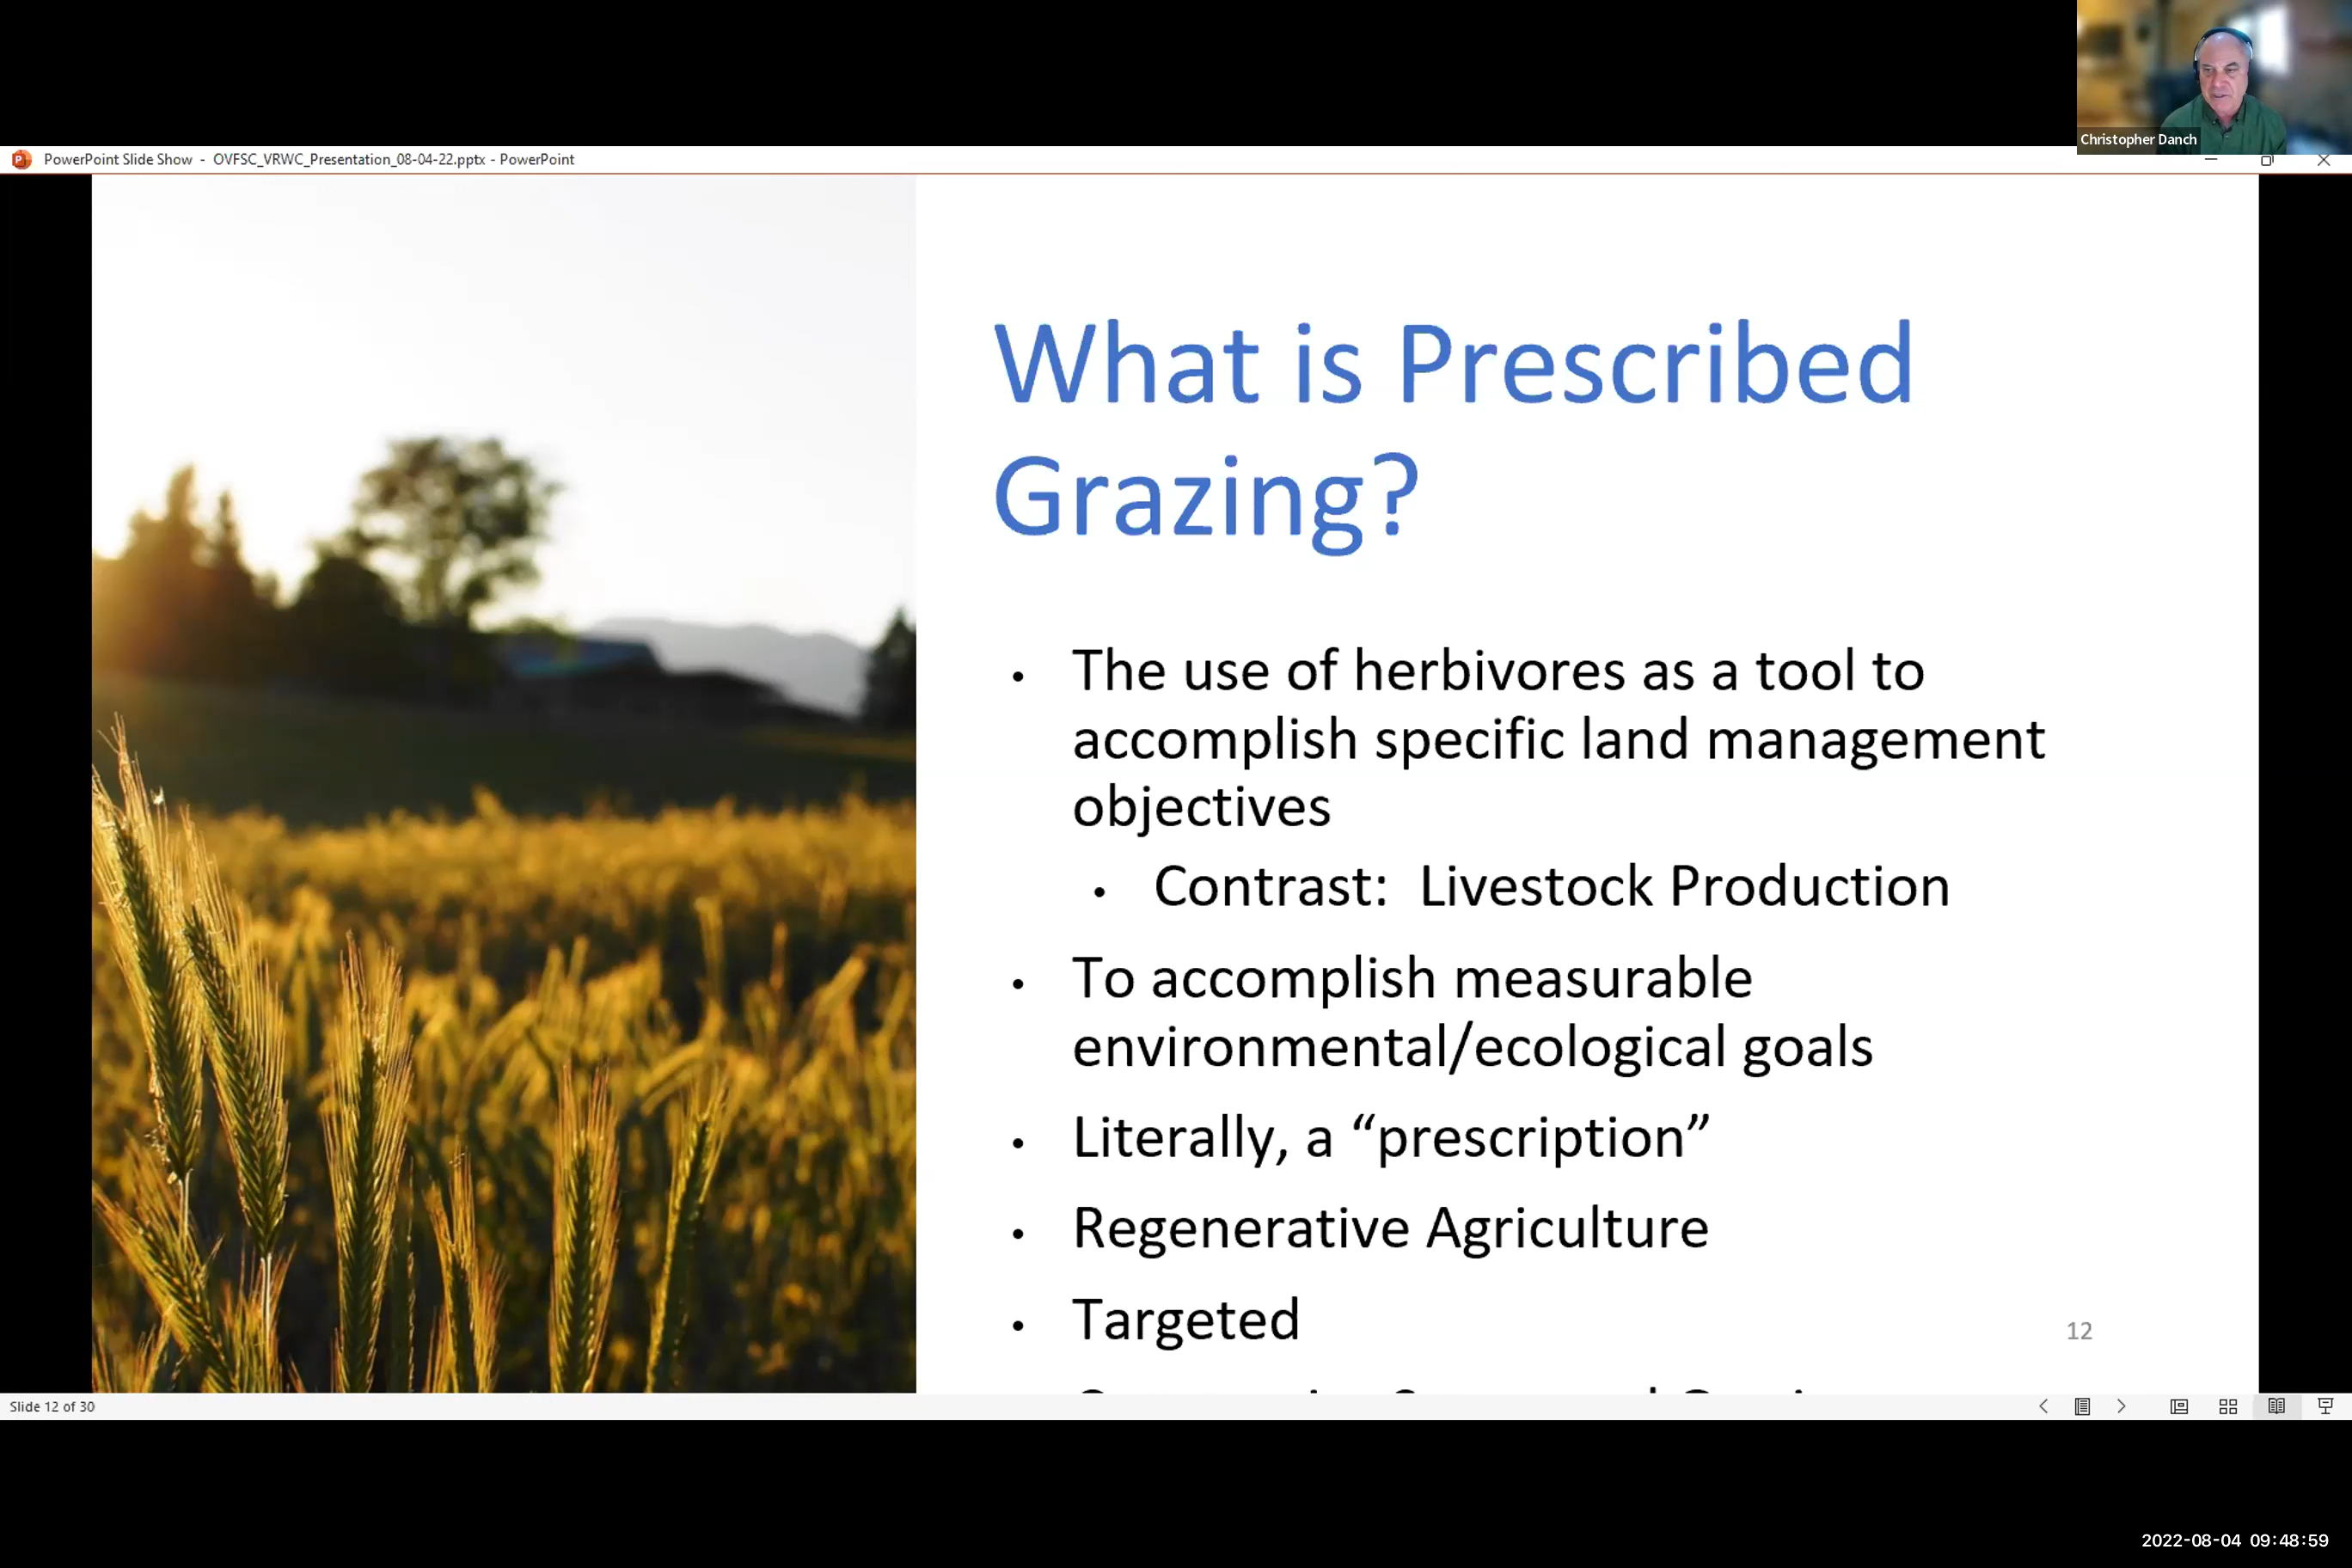 Christopher Danch
PowerPoint Slide Show - OVFSC_VRWC_Presentation_08-04-22.pptx - PowerPoint
What is Prescribed
Grazing?
• The use of herbivores as a tool to
accomplish specific land management
objectives
• Contrast: Livestock Production
• To accomplish measurable
environmental/ecological goals
• Literally, a “prescription”
• Regenerative Agriculture
• Targeted
12
Slide 12 of 30
2022-08-04 09:48:59